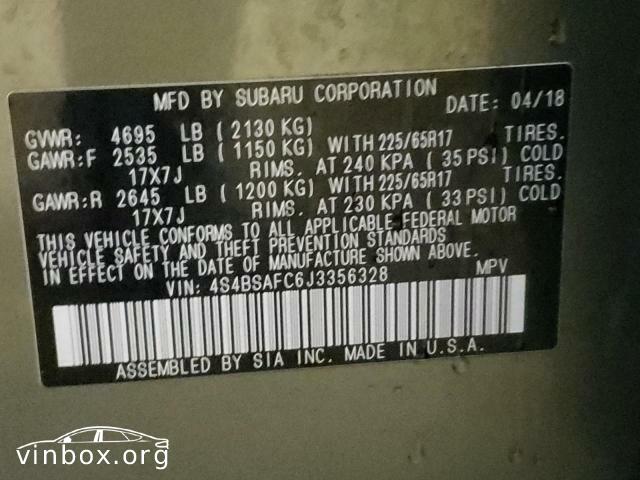 MFD BY SUBARU CORPORATION DATE: 04/18
GVWR: 4695 LB ( 2130 KG)
GAWR:F 2535 LB ( 1150 KG) WITH 225/65R17 TIRES.
17X7J RIMS. AT 240 KPA ( 35 PSI) COLD
GAWR:R 2645 LB ( 1200 KG) WITH 225/65R17 TIRES.
17X7J RIMS. AT 230 KPA ( 33 PSI) COLD
THIS VEHICLE CONFORMS TO ALL APPLICABLE FEDERAL MOTOR
VEHICLE SAFETY AND THEFT PREVENTION STANDARDS
IN EFFECT ON THE DATE OF MANUFACTURE SHOWN ABOVE.
VIN: 4S4BSAFC6J3356328 MPV
ASSEMBLED BY SIA INC. MADE IN U.S.A.
vinbox.org